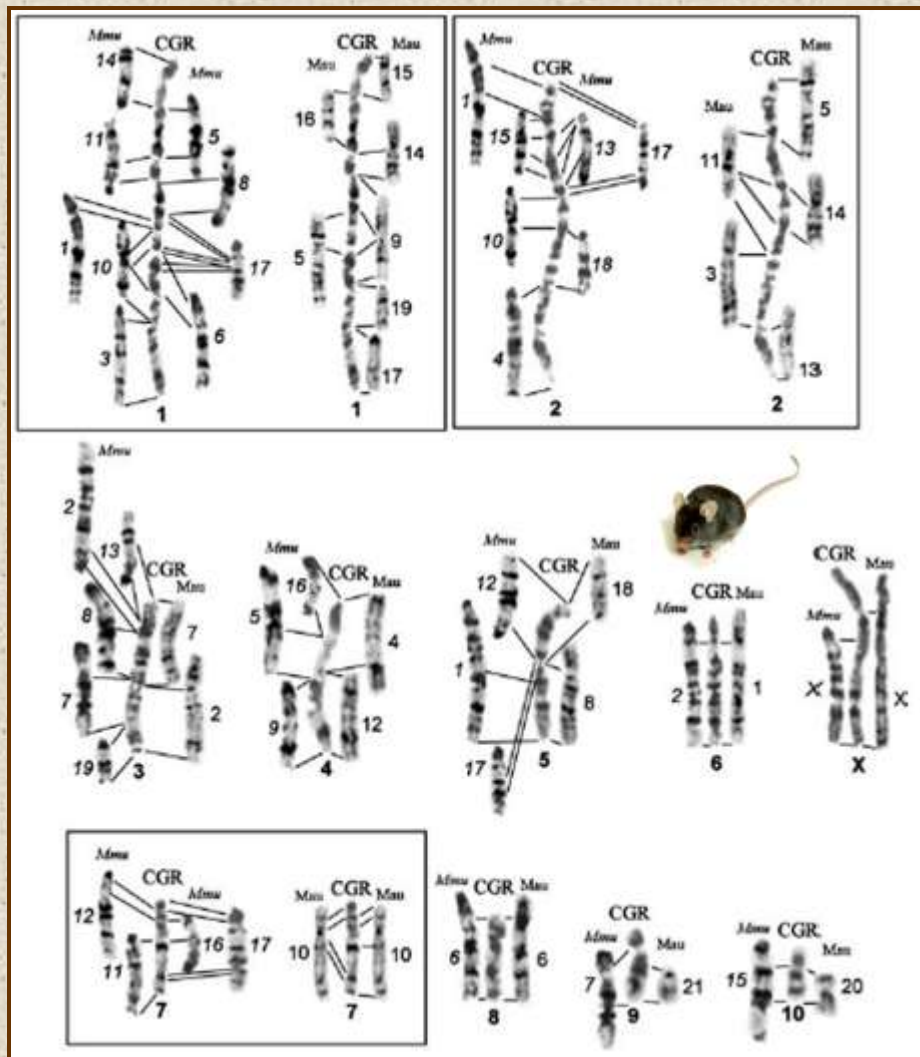 Mmu CGR Mau
14 Mmu Mau 15
11 5 16 14
8
1 10 17 5 9
3 6 19
17
1 1
Mmu CGR Mau
1 CGR Mmu 5
15 13 17 Mau
11
10 14
18 3
4 13
2 2
Mmu
2
13 CGR Mau
8 7
7 2
19 3
Mmu
16 CGR Mau
5 4
9 12
4
Mmu CGR Mau
12 18
1 8
17 5
Mmu CGR Mau
2 1
6
CGR Mau
Mmu
X X
X
Mmu CGR
12 Mmu
11 16 17
7
Mau CGR Mau
10 10
7
Mmu CGR Mau
6 6
8
CGR
Mmu Mau
7 21
9
Mmu CGR Mau
15 20
10